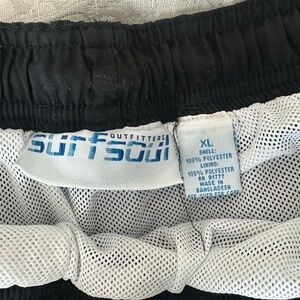 OUTFITTERS
surfsoul
XL
SHELL:
100% POLYESTER
LINING:
100% POLYESTER
RN 91777
MADE IN
BANGLADESH